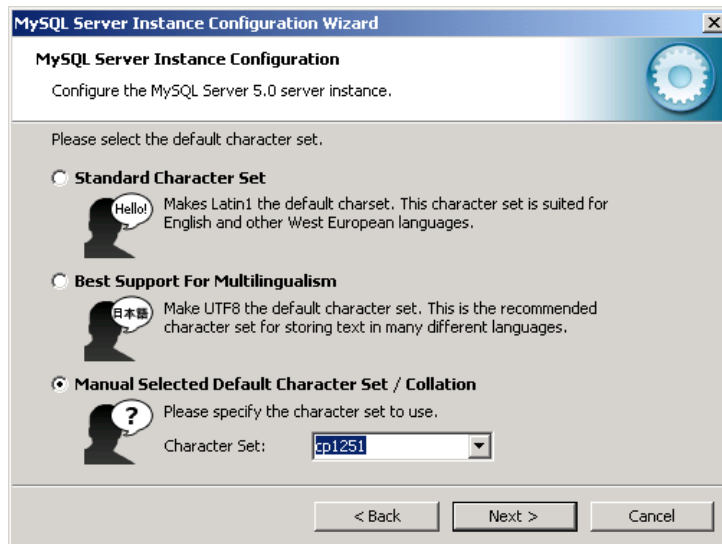 MySQL Server Instance Configuration Wizard
MySQL Server Instance Configuration
Configure the MySQL Server 5.0 server instance.
Please select the default character set.
Standard Character Set
Hello!
Makes Latin1 the default charset. This character set is suited for
English and other West European languages.
Best Support For Multilingualism
日本語
Make UTF8 the default character set. This is the recommended
character set for storing text in many different languages.
Manual Selected Default Character Set / Collation
?
Please specify the character set to use.
Character Set: cp1251
< Back Next > Cancel